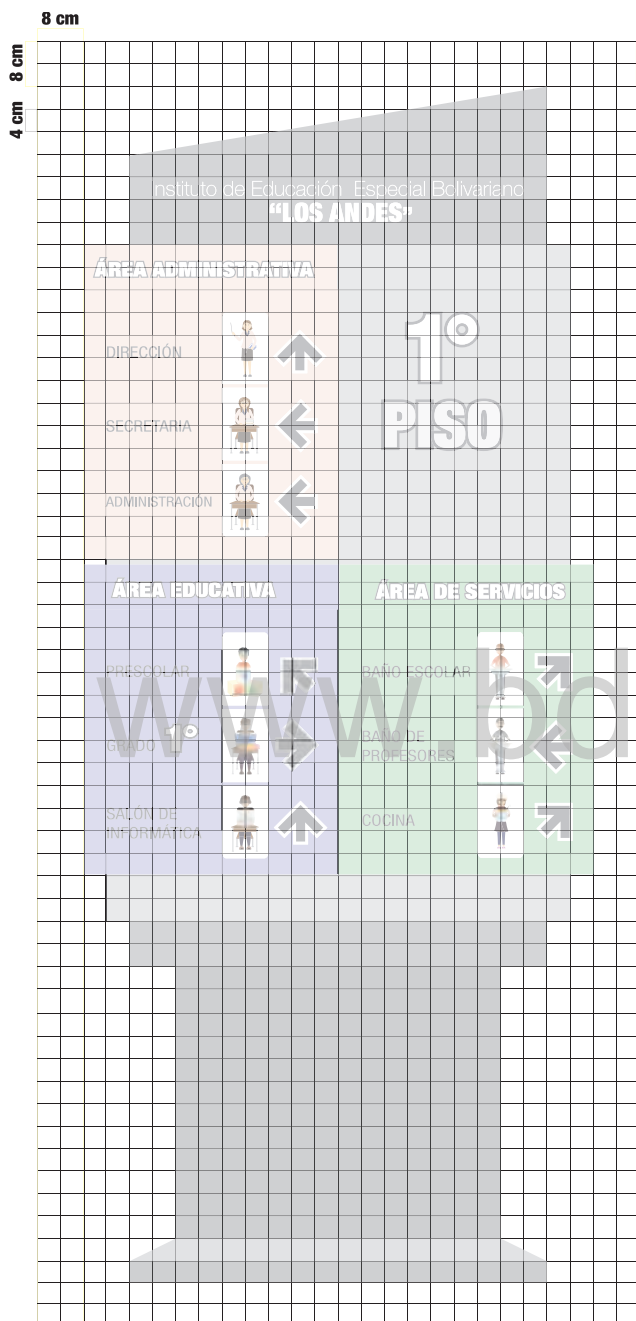 8 cm
8 cm
4 cm
Instituto de Educación Especial Bolivariano
“LOS ANDES”
ÁREA ADMINISTRATIVA
DIRECCIÓN
SECRETARIA
ADMINISTRACIÓN
1°
PISO
ÁREA EDUCATIVA
PRESCOLAR
GRADO 1°
SALÓN DE
INFORMÁTICA
ÁREA DE SERVICIOS
BAÑO ESCOLAR
BAÑO DE
PROFESORES
COCINA
www.bd